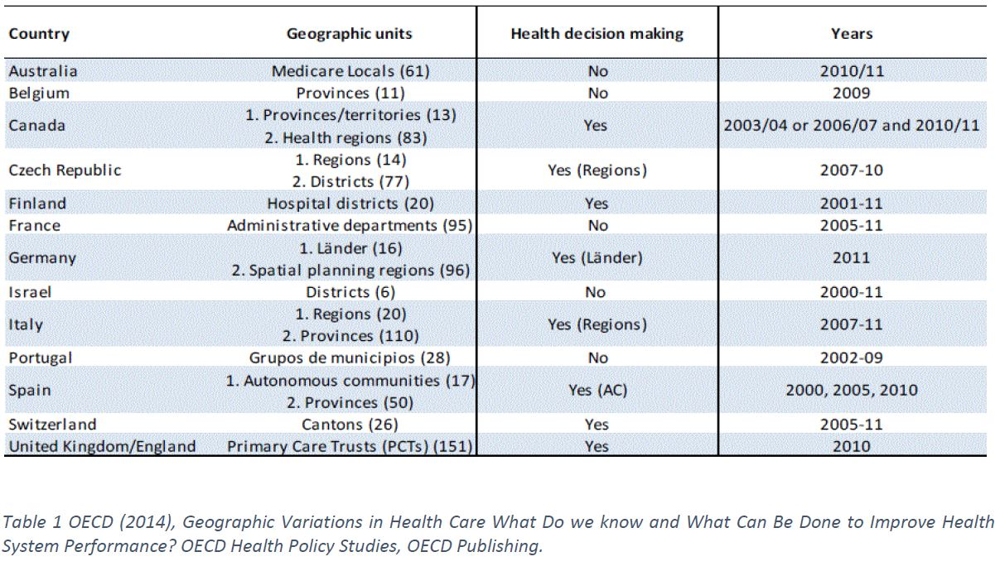 Country Geographic units Health decision making Years
Australia Medicare Locals (61) No 2010/11
Belgium Provinces (11) No 2009
Canada 1. Provinces/territories (13) 2. Health regions (83) Yes 2003/04 or 2006/07 and 2010/11
Czech Republic 1. Regions (14) 2. Districts (77) Yes (Regions) 2007-10
Finland Hospital districts (20) Yes 2001-11
France Administrative departments (95) No 2005-11
Germany 1. Länder (16) 2. Spatial planning regions (96) Yes (Länder) 2011
Israel Districts (6) No 2000-11
Italy 1. Regions (20) 2. Provinces (110) Yes (Regions) 2007-11
Portugal Grupos de municipios (28) No 2002-09
Spain 1. Autonomous communities (17) 2. Provinces (50) Yes (AC) 2000, 2005, 2010
Switzerland Cantons (26) Yes 2005-11
United Kingdom/England Primary Care Trusts (PCTs) (151) Yes 2010
Table 1 OECD (2014), Geographic Variations in Health Care What Do we know and What Can Be Done to Improve Health
System Performance? OECD Health Policy Studies, OECD Publishing.